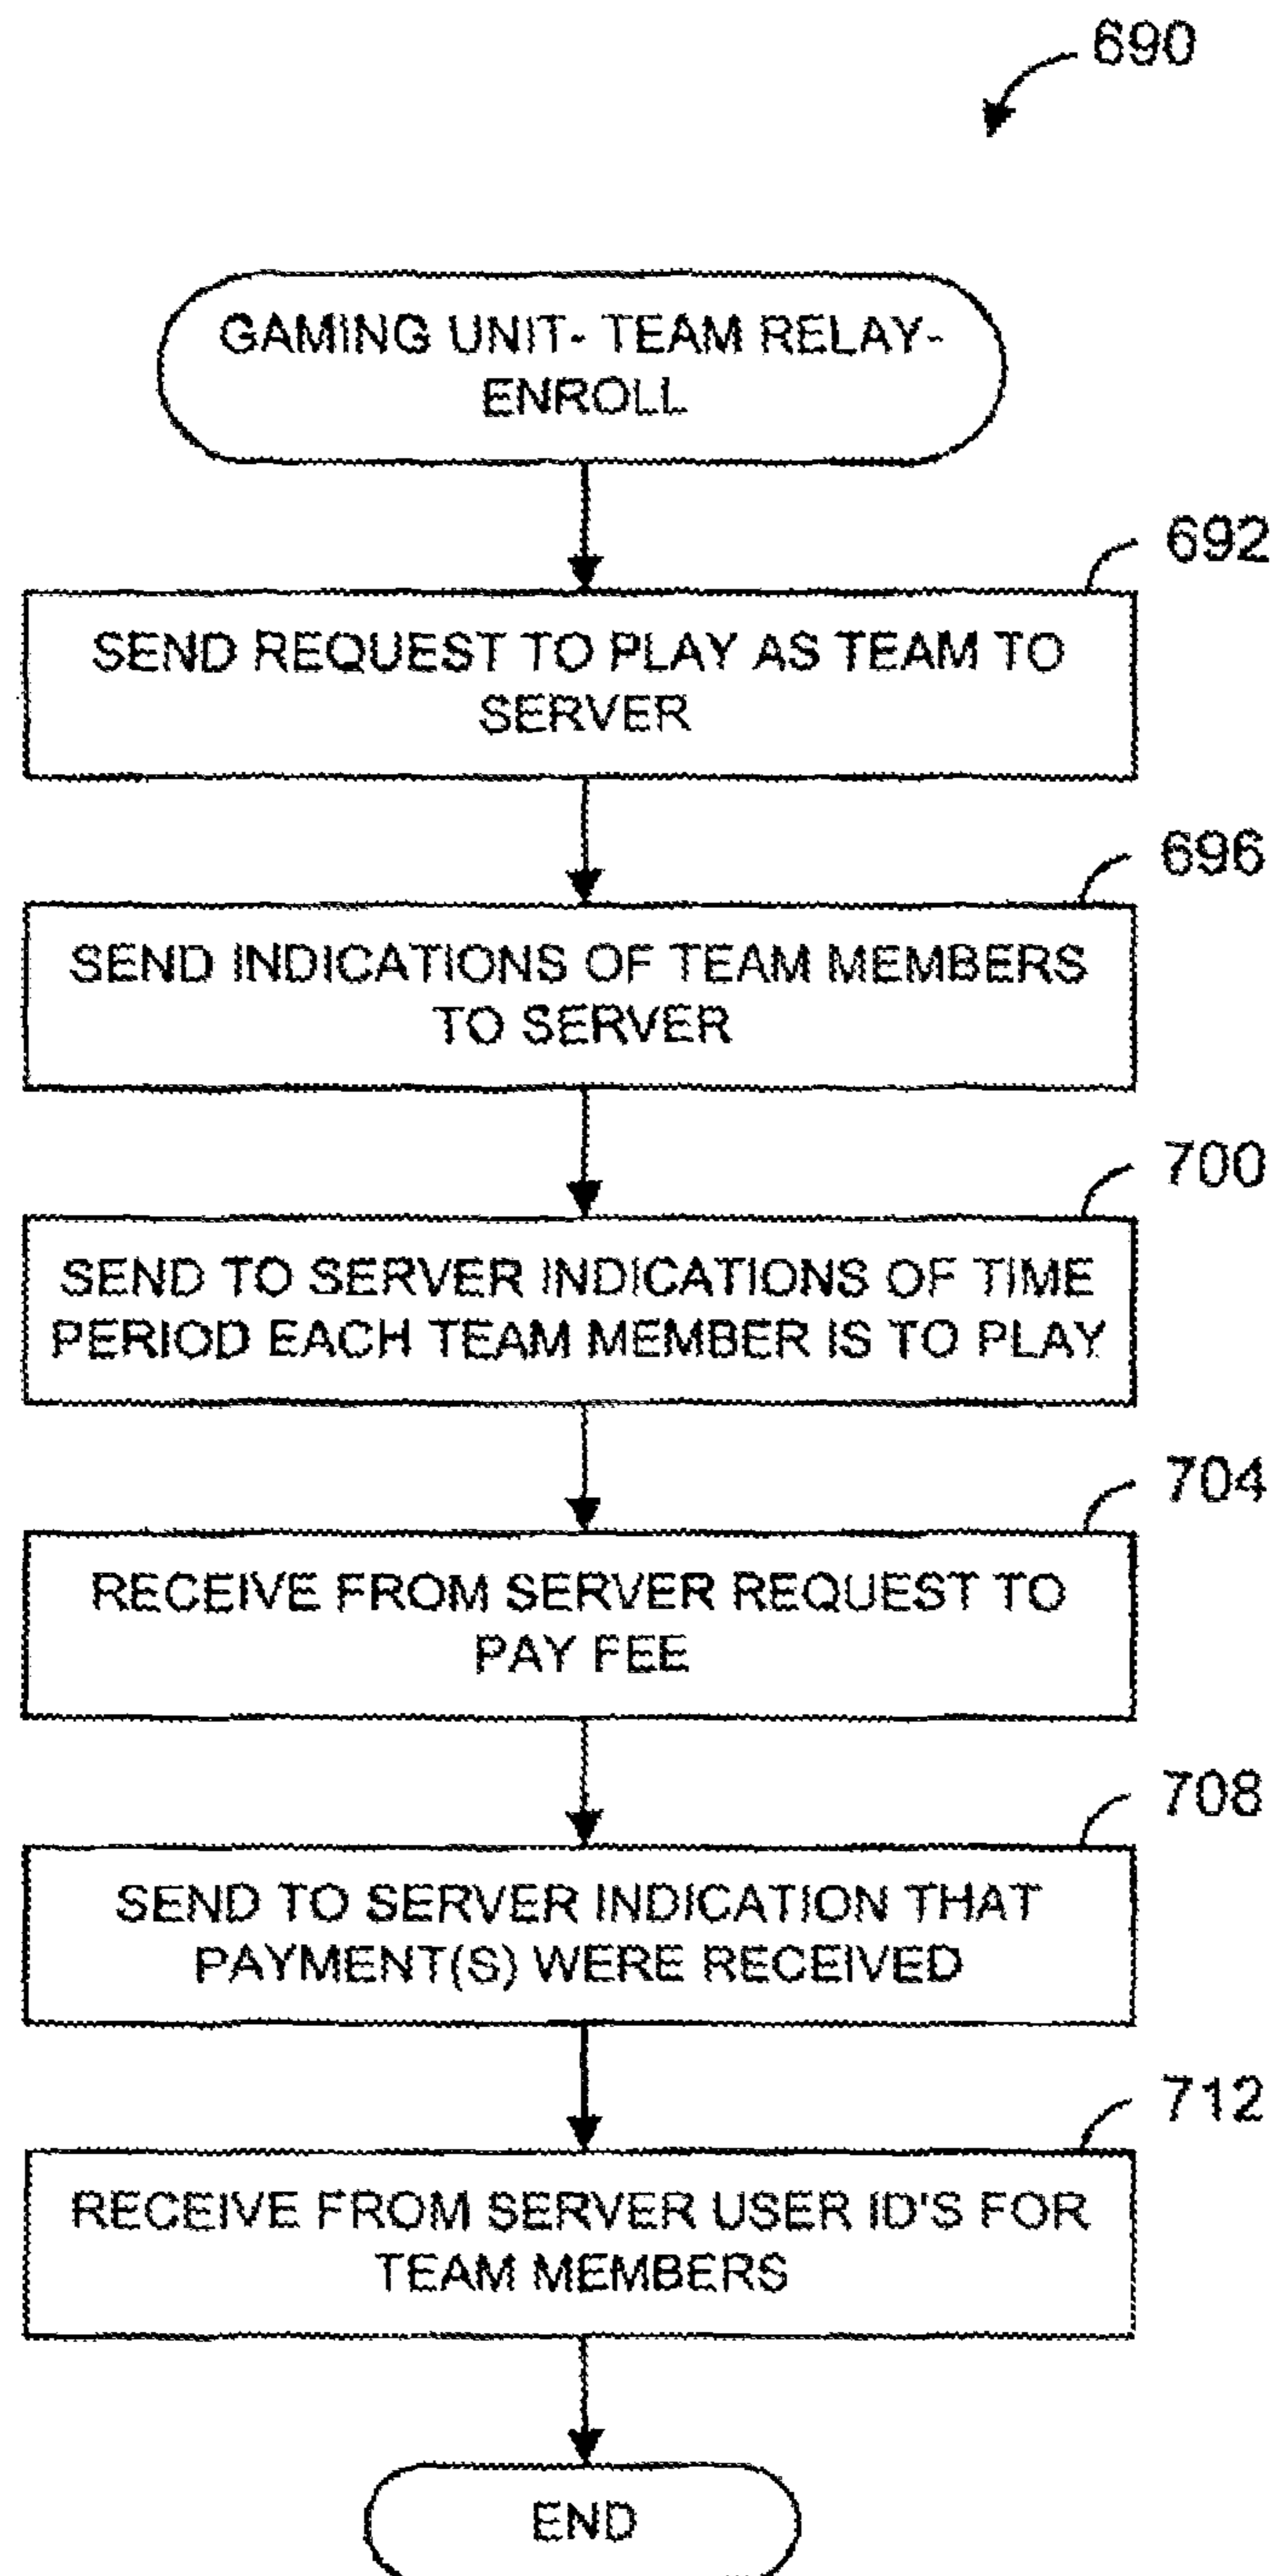 690
GAMING UNIT- TEAM RELAY-
ENROLL
692
SEND REQUEST TO PLAY AS TEAM TO
SERVER
696
SEND INDICATIONS OF TEAM MEMBERS
TO SERVER
700
SEND TO SERVER INDICATIONS OF TIME
PERIOD EACH TEAM MEMBER IS TO PLAY
704
RECEIVE FROM SERVER REQUEST TO
PAY FEE
708
SEND TO SERVER INDICATION THAT
PAYMENT(S) WERE RECEIVED
712
RECEIVE FROM SERVER USER ID'S FOR
TEAM MEMBERS
END